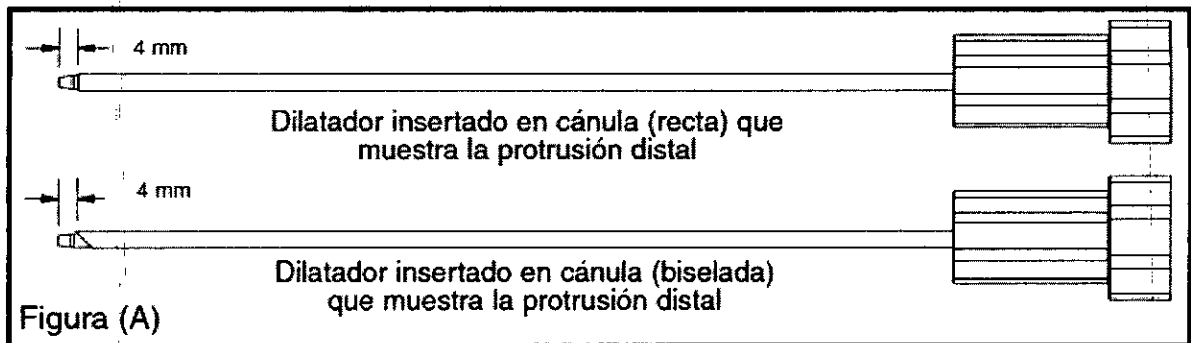 4 mm
Dilatador insertado en cánula (recta) que
muestra la protrusión distal
4 mm
Dilatador insertado en cánula (biselada)
que muestra la protrusión distal
Figura (A)